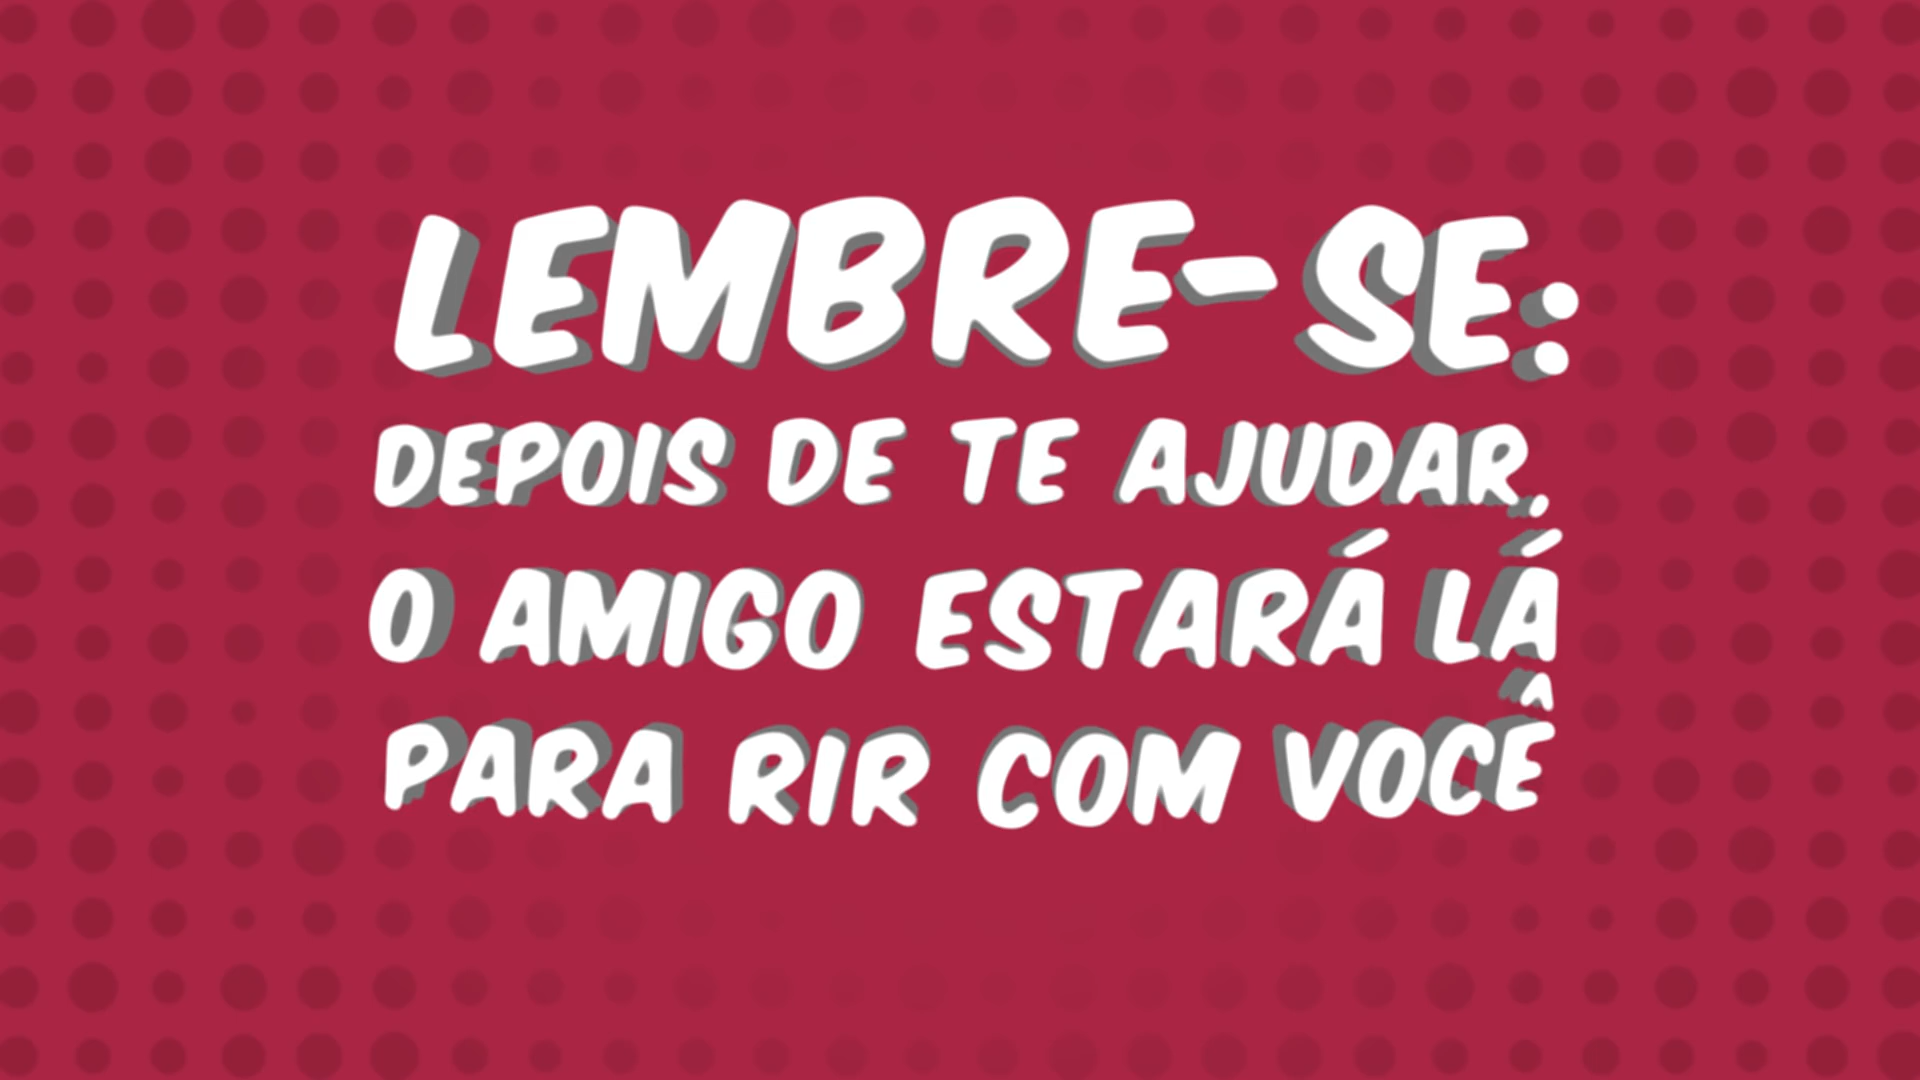 LEMBRE-SE:
DEPOIS DE TE AJUDAR,
O AMIGO ESTARÁ LÁ
PARA RIR COM VOCÊ